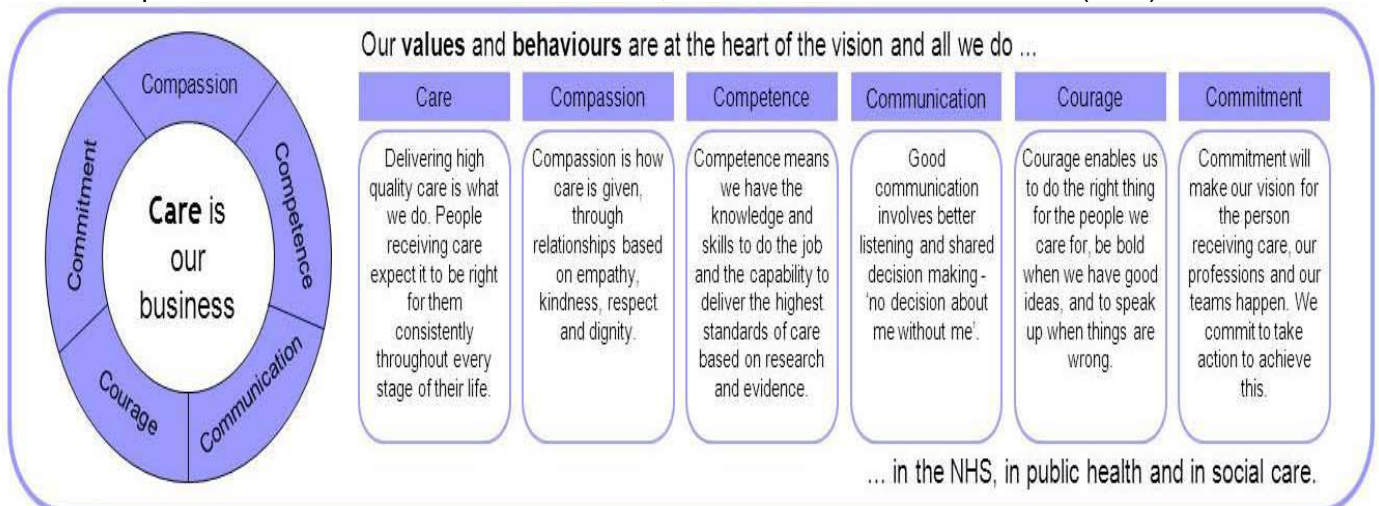 Our values and behaviours are at the heart of the vision and all we do ...
Compassion
Competence
Communication
Courage
Commitment
Care is
our
business
Care
Delivering high
quality care is what
we do. People
receiving care
expect it to be right
for them
consistently
throughout every
stage of their life.
Compassion
Compassion is how
care is given,
through
relationships based
on empathy,
kindness, respect
and dignity.
Competence
Competence means
we have the
knowledge and
skills to do the job
and the capability to
deliver the highest
standards of care
based on research
and evidence.
Communication
Good
communication
involves better
listening and shared
decision making -
'no decision about
me without me'.
Courage
Courage enables us
to do the right thing
for the people we
care for, be bold
when we have good
ideas, and to speak
up when things are
wrong.
Commitment
Commitment will
make our vision for
the person
receiving care, our
professions and our
teams happen. We
commit to take
action to achieve
this.
... in the NHS, in public health and in social care.